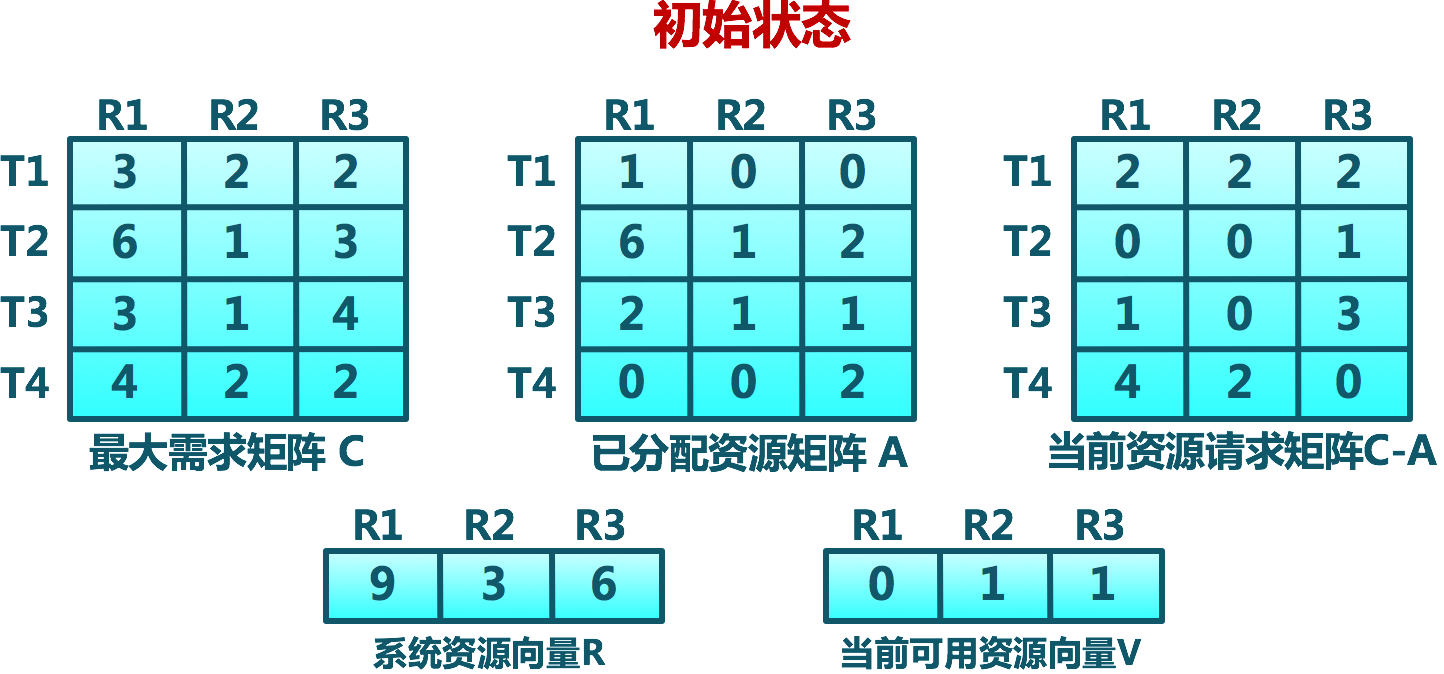 初始状态
R1 R2 R3 R1 R2 R3 R1 R2 R3
T1 3 2 2 T1 1 0 0 T1 2 2 2
T2 6 1 3 T2 6 1 2 T2 0 0 1
T3 3 1 4 T3 2 1 1 T3 1 0 3
T4 4 2 2 T4 0 0 2 T4 4 2 0
最大需求矩阵 C 已分配资源矩阵 A 当前资源请求矩阵C-A
R1 R2 R3 R1 R2 R3
9 3 6 0 1 1
系统资源向量R 当前可用资源向量V